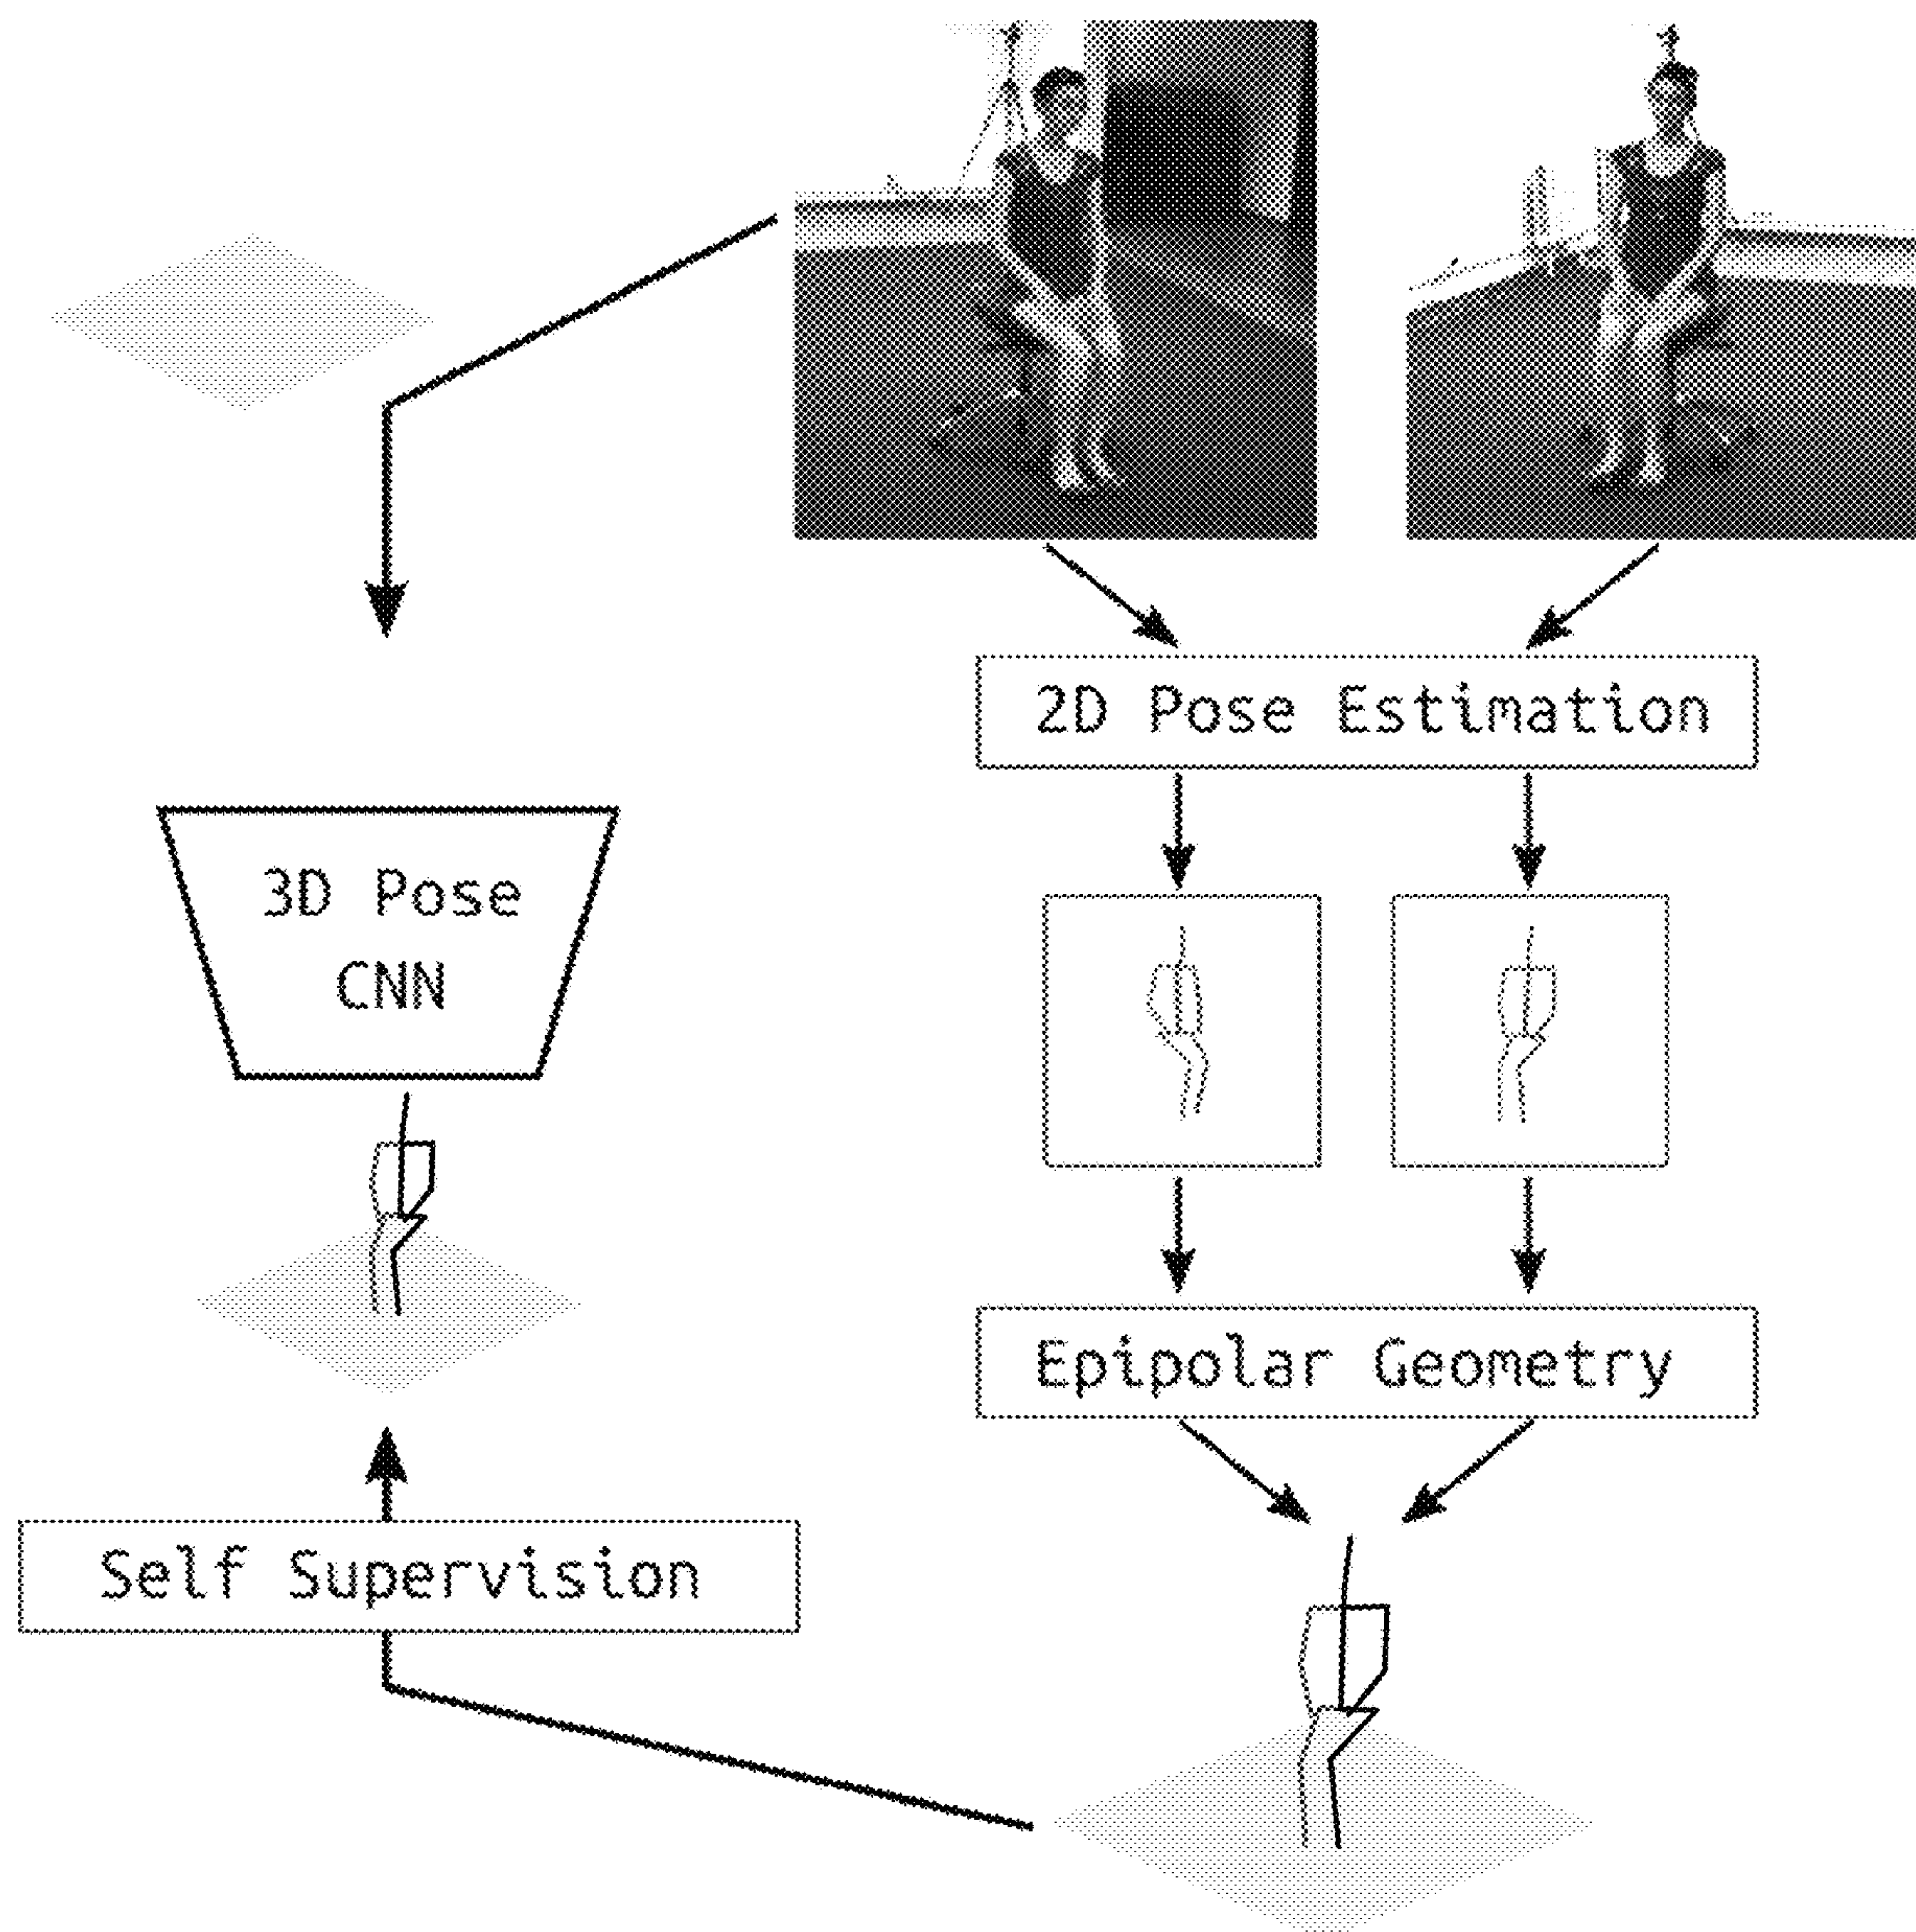 2D Pose Estimation
3D Pose
CNN
Epipolar Geometry
Self Supervision